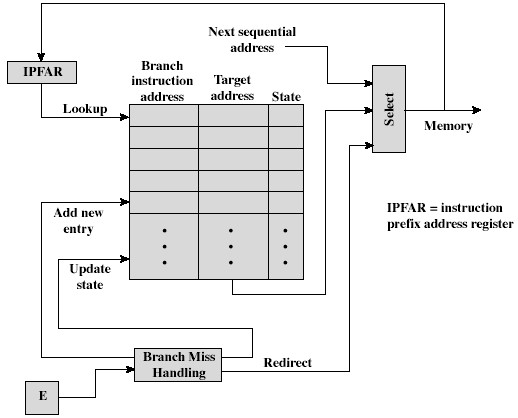 Next sequential
address
IPFAR
Branch
instruction
address
Target
address
State
Select
Lookup
Memory
Add new
entry
IPFAR = instruction
prefix address register
Update
state
Branch Miss
Handling
Redirect
E